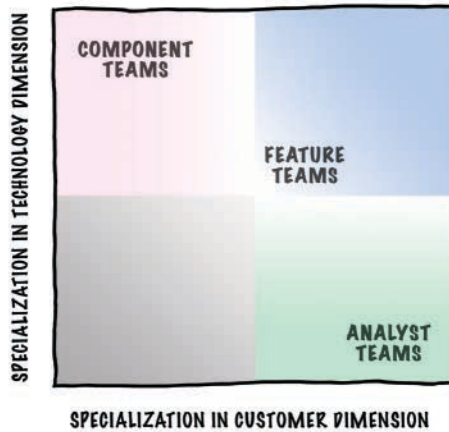 SPECIALIZATION IN TECHNOLOGY DIMENSION
COMPONENT
TEAMS
FEATURE
TEAMS
ANALYST
TEAMS
SPECIALIZATION IN CUSTOMER DIMENSION